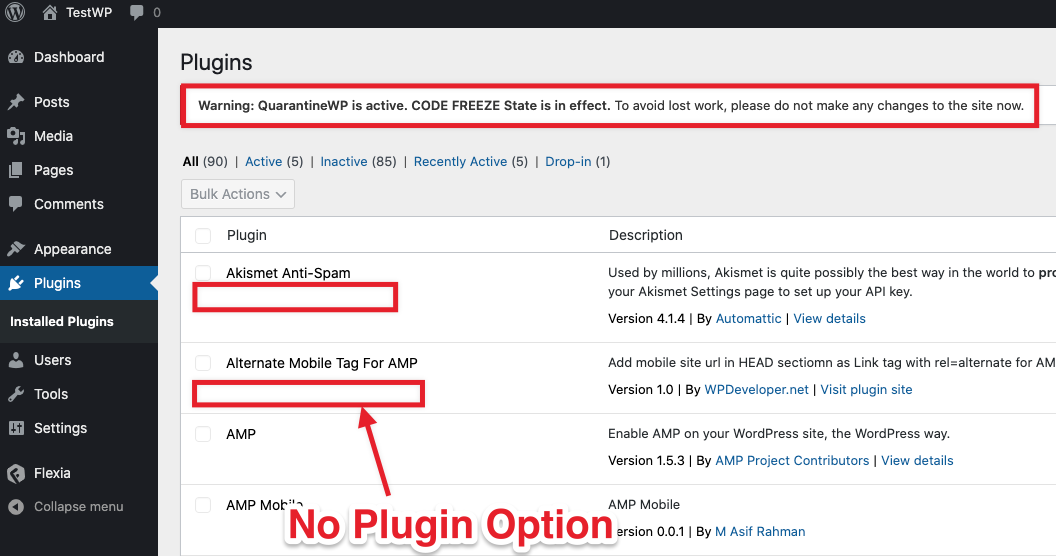 TestWP 0
Dashboard
Posts
Media
Pages
Comments
Appearance
Plugins
Installed Plugins
Users
Tools
Settings
Flexia
Collapse menu
Plugins
Warning: QuarantineWP is active. CODE FREEZE State is in effect. To avoid lost work, please do not make any changes to the site now.
All (90) | Active (5) | Inactive (85) | Recently Active (5) | Drop-in (1)
Bulk Actions
Plugin Description
Akismet Anti-Spam
Used by millions, Akismet is quite possibly the best way in the world to pro
your Akismet Settings page to set up your API key.
Version 4.1.4 | By Automattic | View details
Alternate Mobile Tag For AMP
Add mobile site url in HEAD sectiomn as Link tag with rel=alternate for AM
Version 1.0 | By WPDeveloper.net | Visit plugin site
AMP
Enable AMP on your WordPress site, the WordPress way.
Version 1.5.3 | By AMP Project Contributors | View details
AMP Mobile
AMP Mobile
ersion 0.0.1 | By M Asif Rahman
No Plugin Option